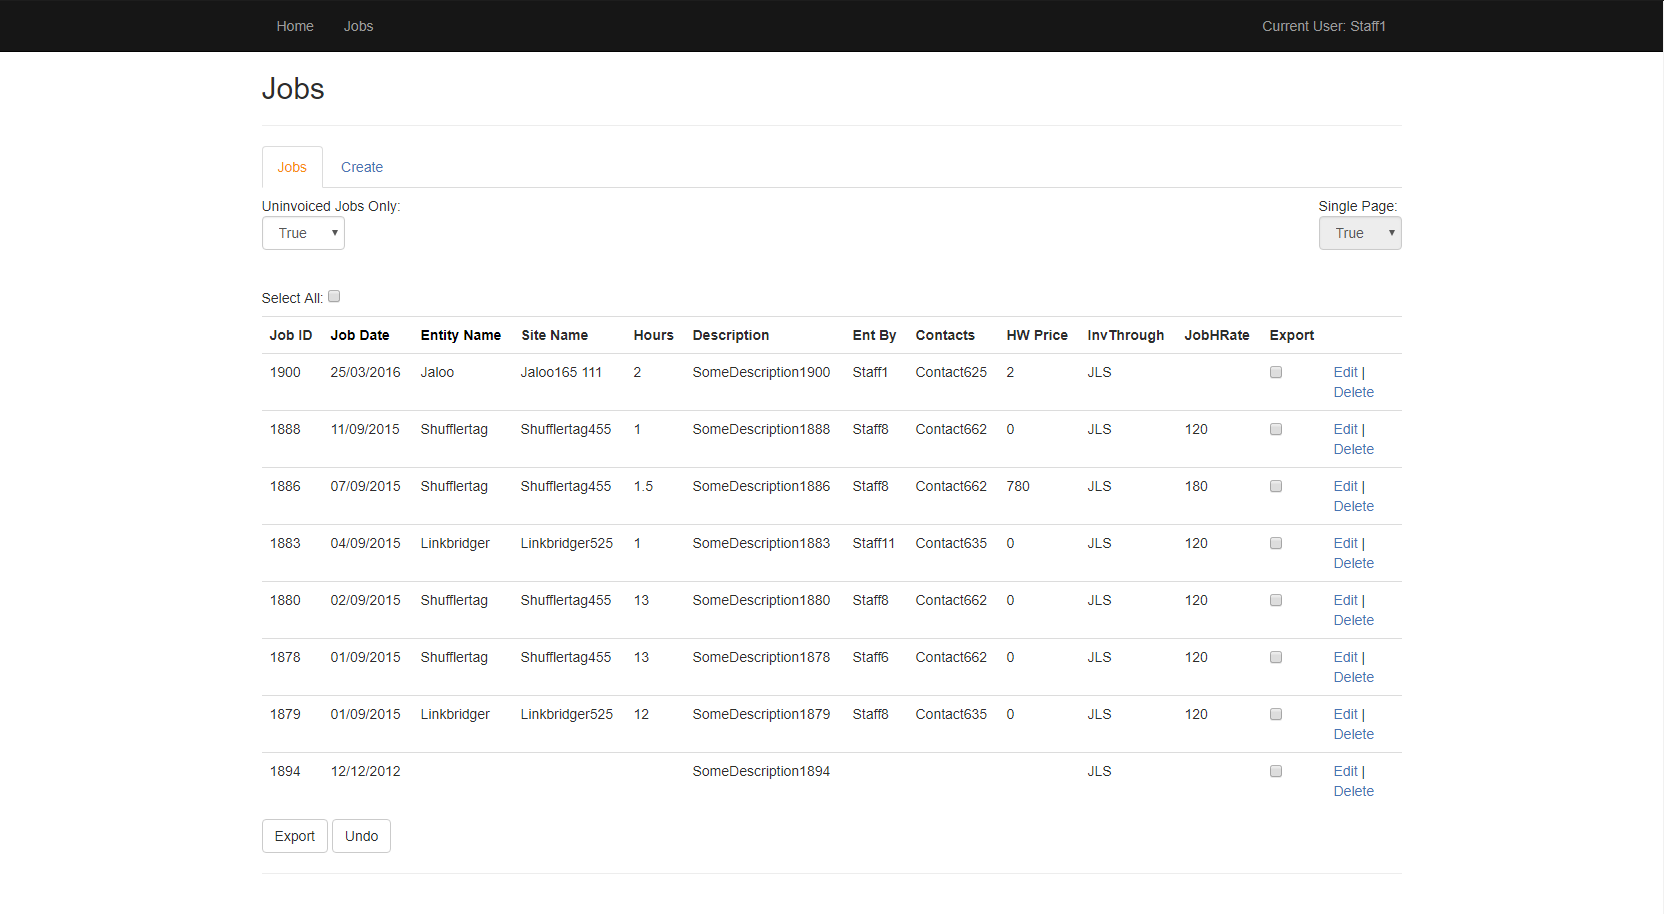 Home Jobs Current User: Staff1
Jobs
Jobs Create
Uninvoiced Jobs Only: Single Page:
True True
Select All:
Job ID Job Date Entity Name Site Name Hours Description Ent By Contacts HW Price InvThrough JobHRate Export
1900 25/03/2016 Jaloo Jaloo165 111 2 SomeDescription1900 Staff1 Contact625 2 JLS Edit |
Delete
1888 11/09/2015 Shufflertag Shufflertag455 1 SomeDescription1888 Staff8 Contact662 0 JLS 120 Edit |
Delete
1886 07/09/2015 Shufflertag Shufflertag455 1.5 SomeDescription1886 Staff8 Contact662 780 JLS 180 Edit |
Delete
1883 04/09/2015 Linkbridger Linkbridger525 1 SomeDescription1883 Staff11 Contact635 0 JLS 120 Edit |
Delete
1880 02/09/2015 Shufflertag Shufflertag455 13 SomeDescription1880 Staff8 Contact662 0 JLS 120 Edit |
Delete
1878 01/09/2015 Shufflertag Shufflertag455 13 SomeDescription1878 Staff6 Contact662 0 JLS 120 Edit |
Delete
1879 01/09/2015 Linkbridger Linkbridger525 12 SomeDescription1879 Staff8 Contact635 0 JLS 120 Edit |
Delete
1894 12/12/2012 SomeDescription1894 JLS Edit |
Delete
Export Undo